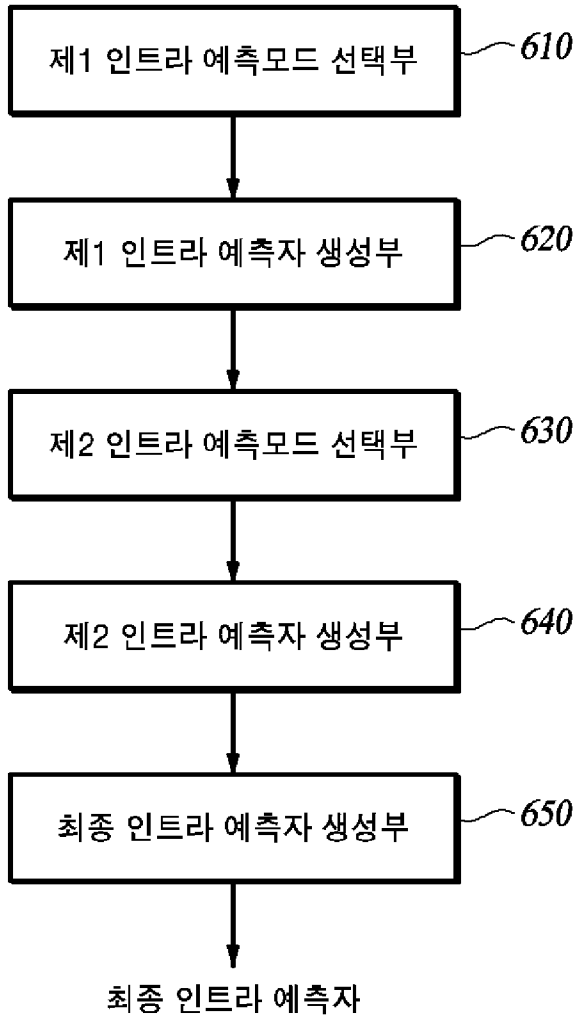 제1 인트라 예측모드 선택부
610
제1 인트라 예측자 생성부
620
제2 인트라 예측모드 선택부
630
제2 인트라 예측자 생성부
640
최종 인트라 예측자 생성부
650
최종 인트라 예측자